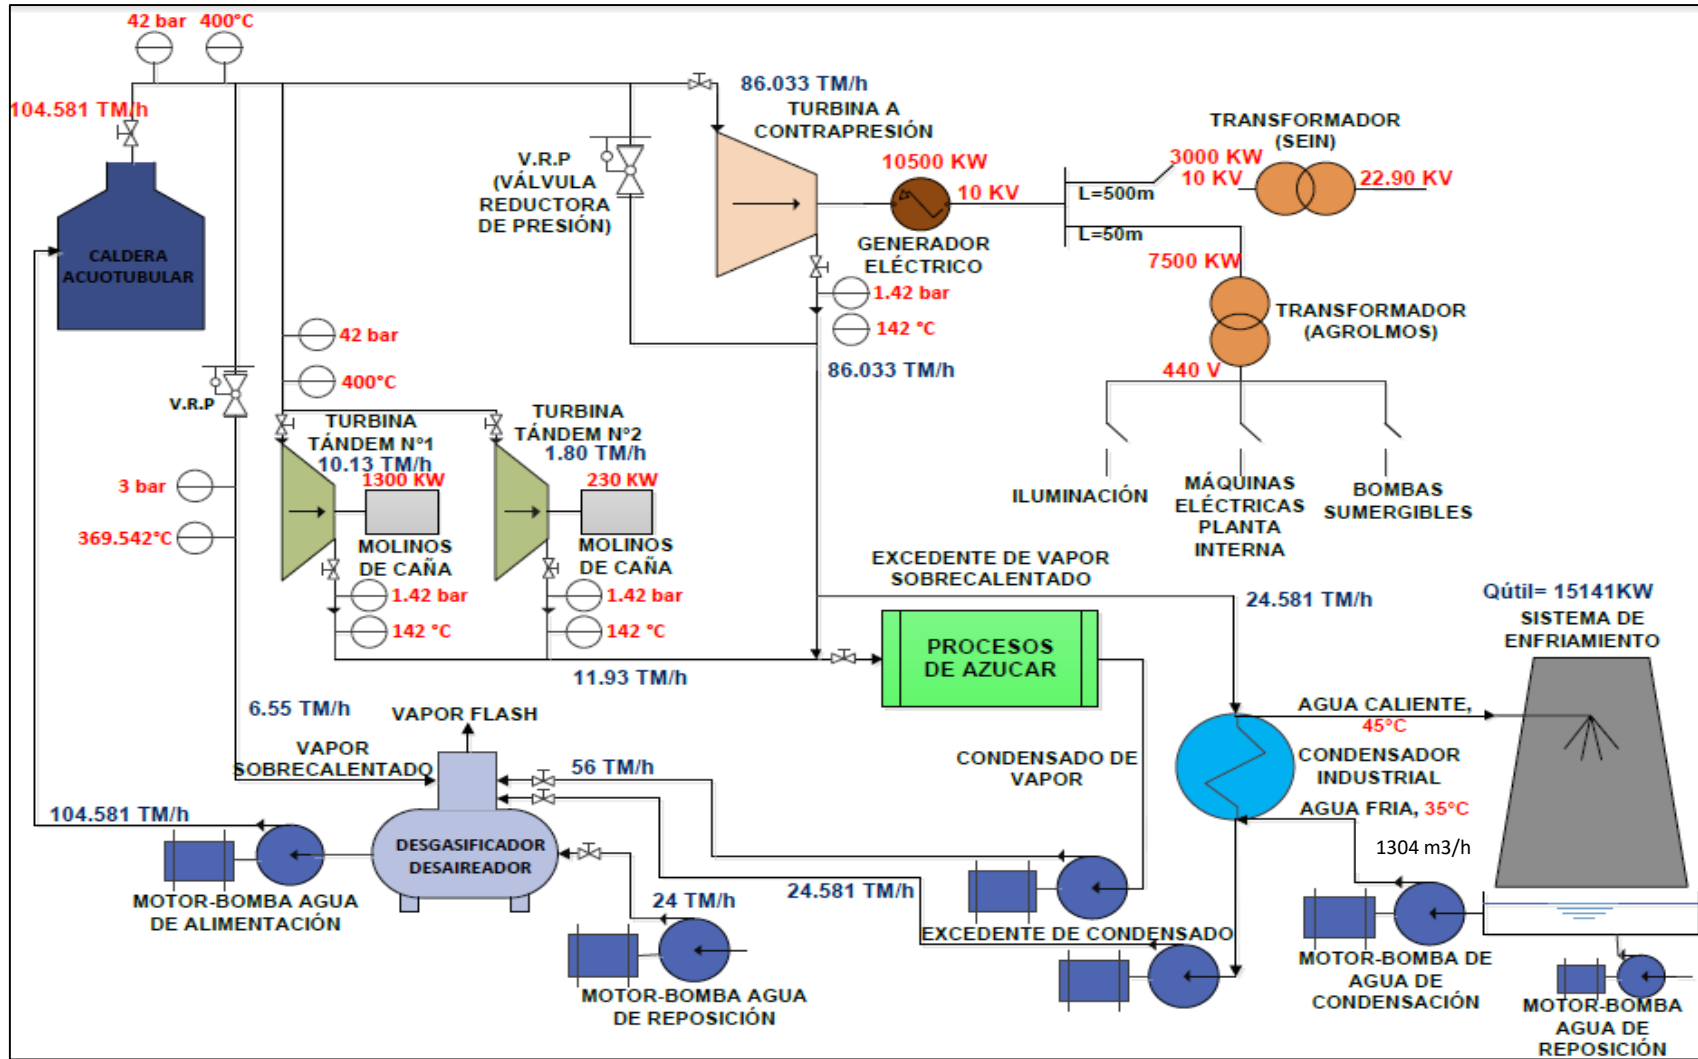 42 bar
400°C
104.581 TM/h
CALDERA
ACUOTUBULAR
V.R.P
(VÁLVULA
REDUCTORA
DE PRESIÓN)
86.033 TM/h
TURBINA A
CONTRAPRESIÓN
10500 KW
10 KV
GENERADOR
ELÉCTRICO
1.42 bar
142 °C
86.033 TM/h
TRANSFORMADOR
(SEIN)
3000 KW
10 KV
22.90 KV
L=500m
L=50m
7500 KW
TRANSFORMADOR
(AGROLMOS)
440 V
ILUMINACIÓN
MÁQUINAS
ELÉCTRICAS
PLANTA
INTERNA
BOMBAS
SUMERGIBLES
42 bar
400°C
V.R.P
3 bar
369.542°C
TURBINA
TÁNDEM N°1
10.13 TM/h
1300 KW
MOLINOS
DE CAÑA
1.42 bar
142 °C
TURBINA
TÁNDEM N°2
1.80 TM/h
230 KW
MOLINOS
DE CAÑA
1.42 bar
142 °C
11.93 TM/h
EXCEDENTE DE VAPOR
SOBRECALENTADO
24.581 TM/h
PROCESOS
DE AZUCAR
Qútil= 15141KW
SISTEMA DE
ENFRIAMIENTO
6.55 TM/h
VAPOR
SOBRECALENTADO
VAPOR FLASH
56 TM/h
CONDENSADO DE
VAPOR
AGUA CALIENTE,
45°C
CONDENSADOR
INDUSTRIAL
AGUA FRIA, 35°C
1304 m3/h
104.581 TM/h
MOTOR-BOMBA AGUA
DE ALIMENTACIÓN
DESGASIFICADOR
DESAIREADOR
24 TM/h
MOTOR-BOMBA AGUA
DE REPOSICIÓN
24.581 TM/h
EXCEDENTE DE CONDENSADO
MOTOR-BOMBA DE
AGUA DE
CONDENSACIÓN
MOTOR-BOMBA
AGUA DE
REPOSICIÓN